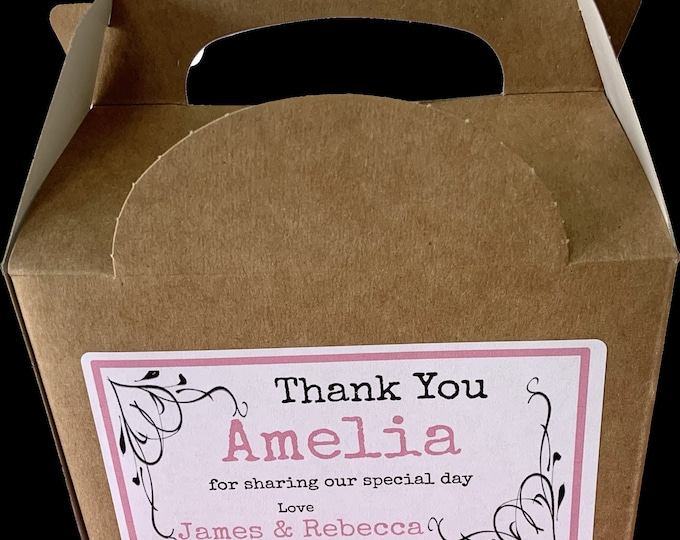 Thank You
Amelia
for sharing our special day
Love
James & Rebecca